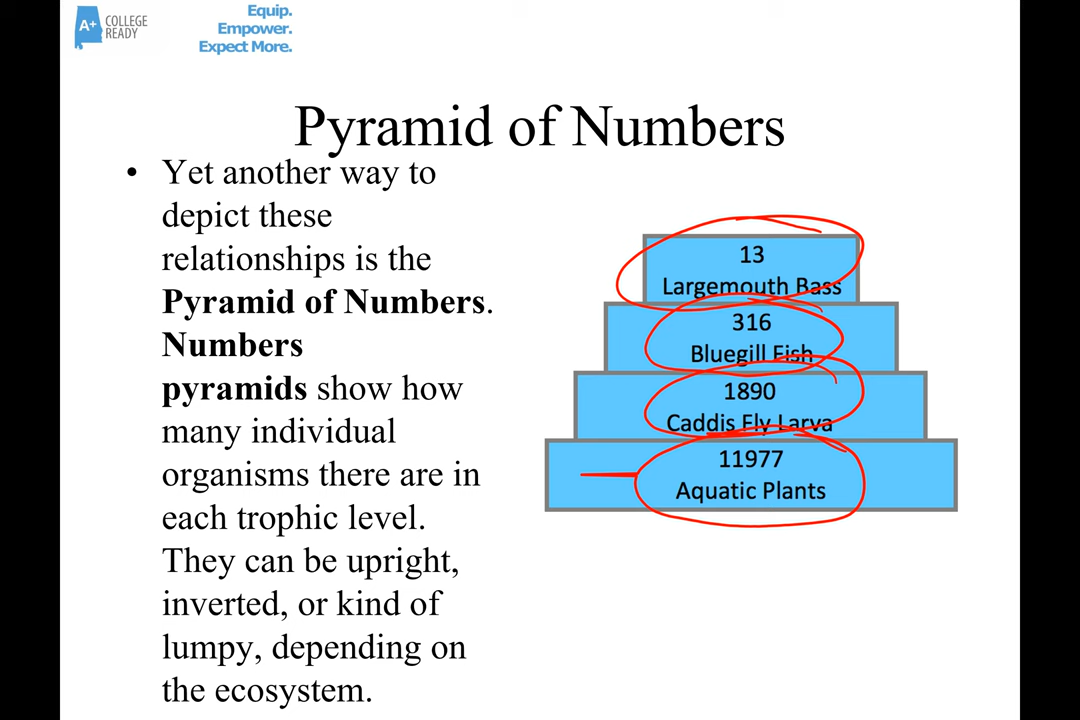 A+ COLLEGE
READY
Equip.
Empower.
Expect More.
Pyramid of Numbers
• Yet another way to
depict these
relationships is the
Pyramid of Numbers.
Numbers
pyramids show how
many individual
organisms there are in
each trophic level.
They can be upright,
inverted, or kind of
lumpy, depending on
the ecosystem.
13
Largemouth Bass
316
Bluegill Fish
1890
Caddis Fly Larva
11977
Aquatic Plants